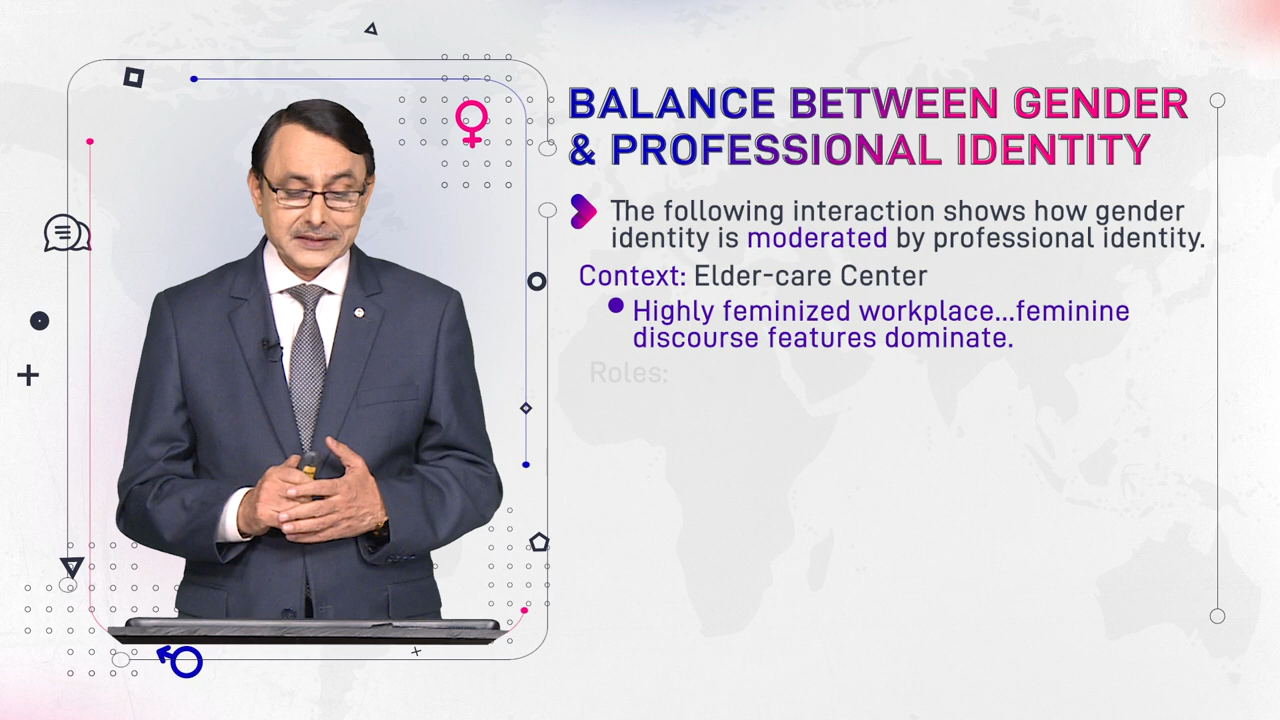 BALANCE BETWEEN GENDER
& PROFESSIONAL IDENTITY
The following interaction shows how gender
identity is moderated by professional identity.
Context: Elder-care Center
Highly feminized workplace...feminine
discourse features dominate.
Roles: